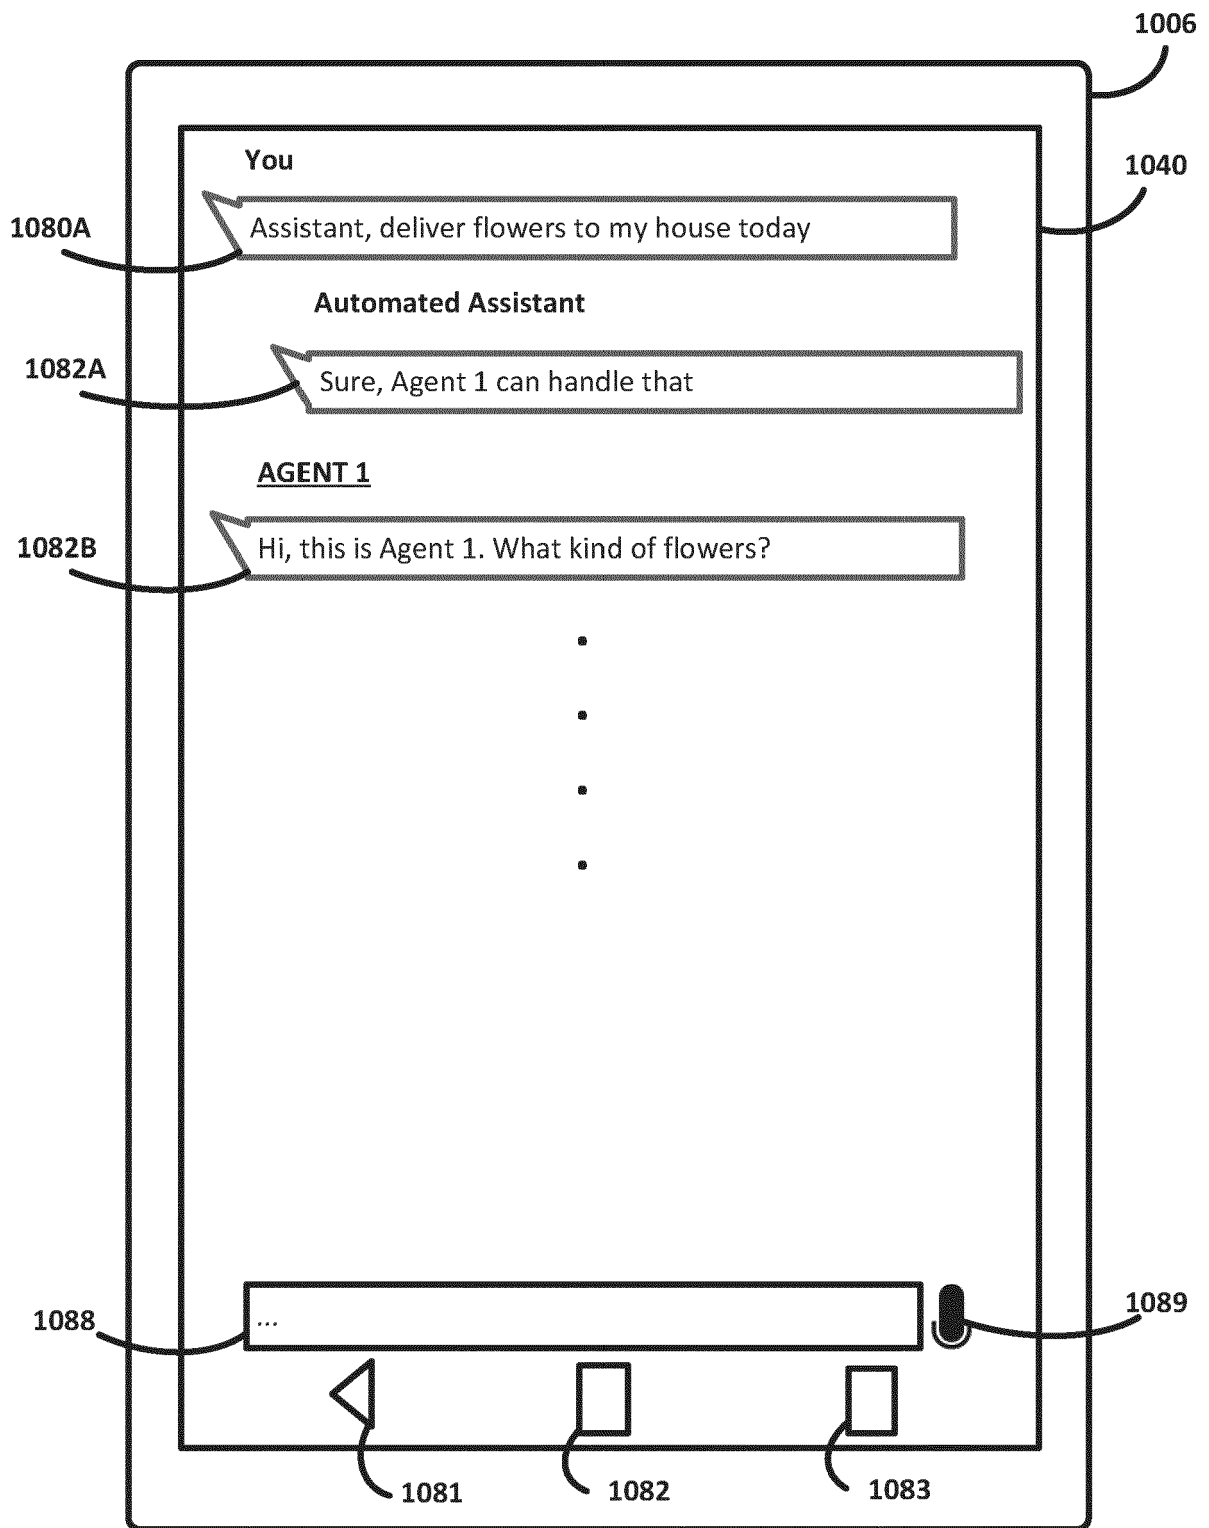 1006
You
1040
1080A
Assistant, deliver flowers to my house today
Automated Assistant
1082A
Sure, Agent 1 can handle that
AGENT 1
1082B
Hi, this is Agent 1. What kind of flowers?
1088
...
1089
1081
1082
1083